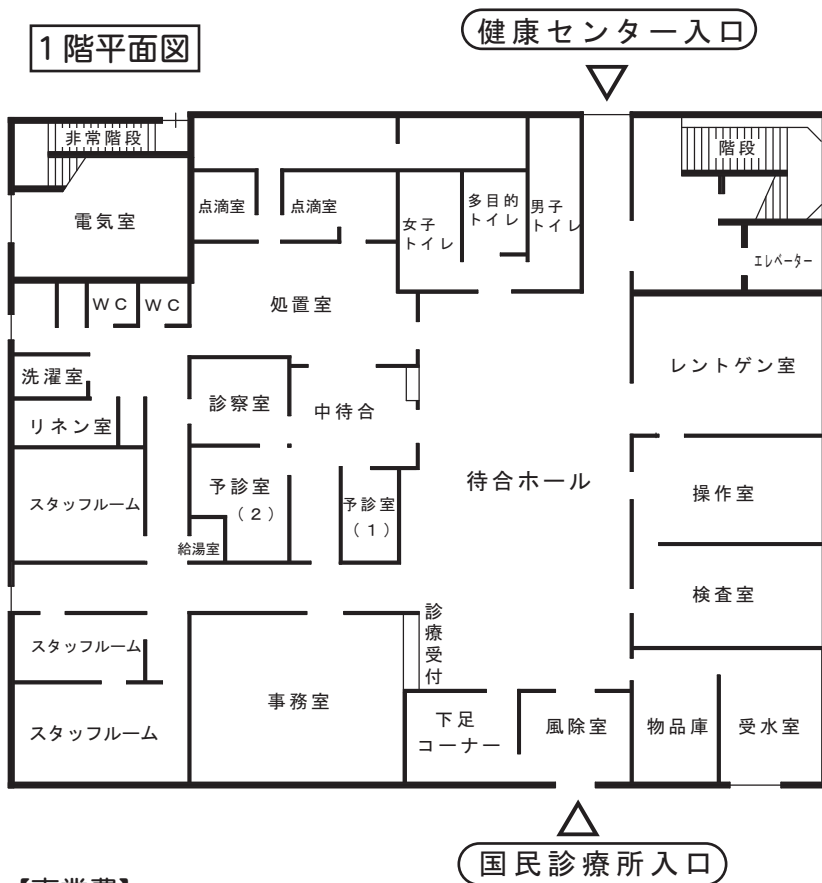 健康センター入口
1階平面図
非常階段
階段
電気室
点滴室
点滴室
女子
トイレ
多目的
トイレ
男子
トイレ
エレベーター
WC
WC
処置室
洗濯室
リネン室
診察室
中待合
レントゲン室
スタッフルーム
予診室
(2)
給湯室
予診室
(1)
待合ホール
操作室
検査室
スタッフルーム
診療受付
スタッフルーム
事務室
下足
コーナー
風除室
物品庫
受水室
国民診療所入口
【事業費】